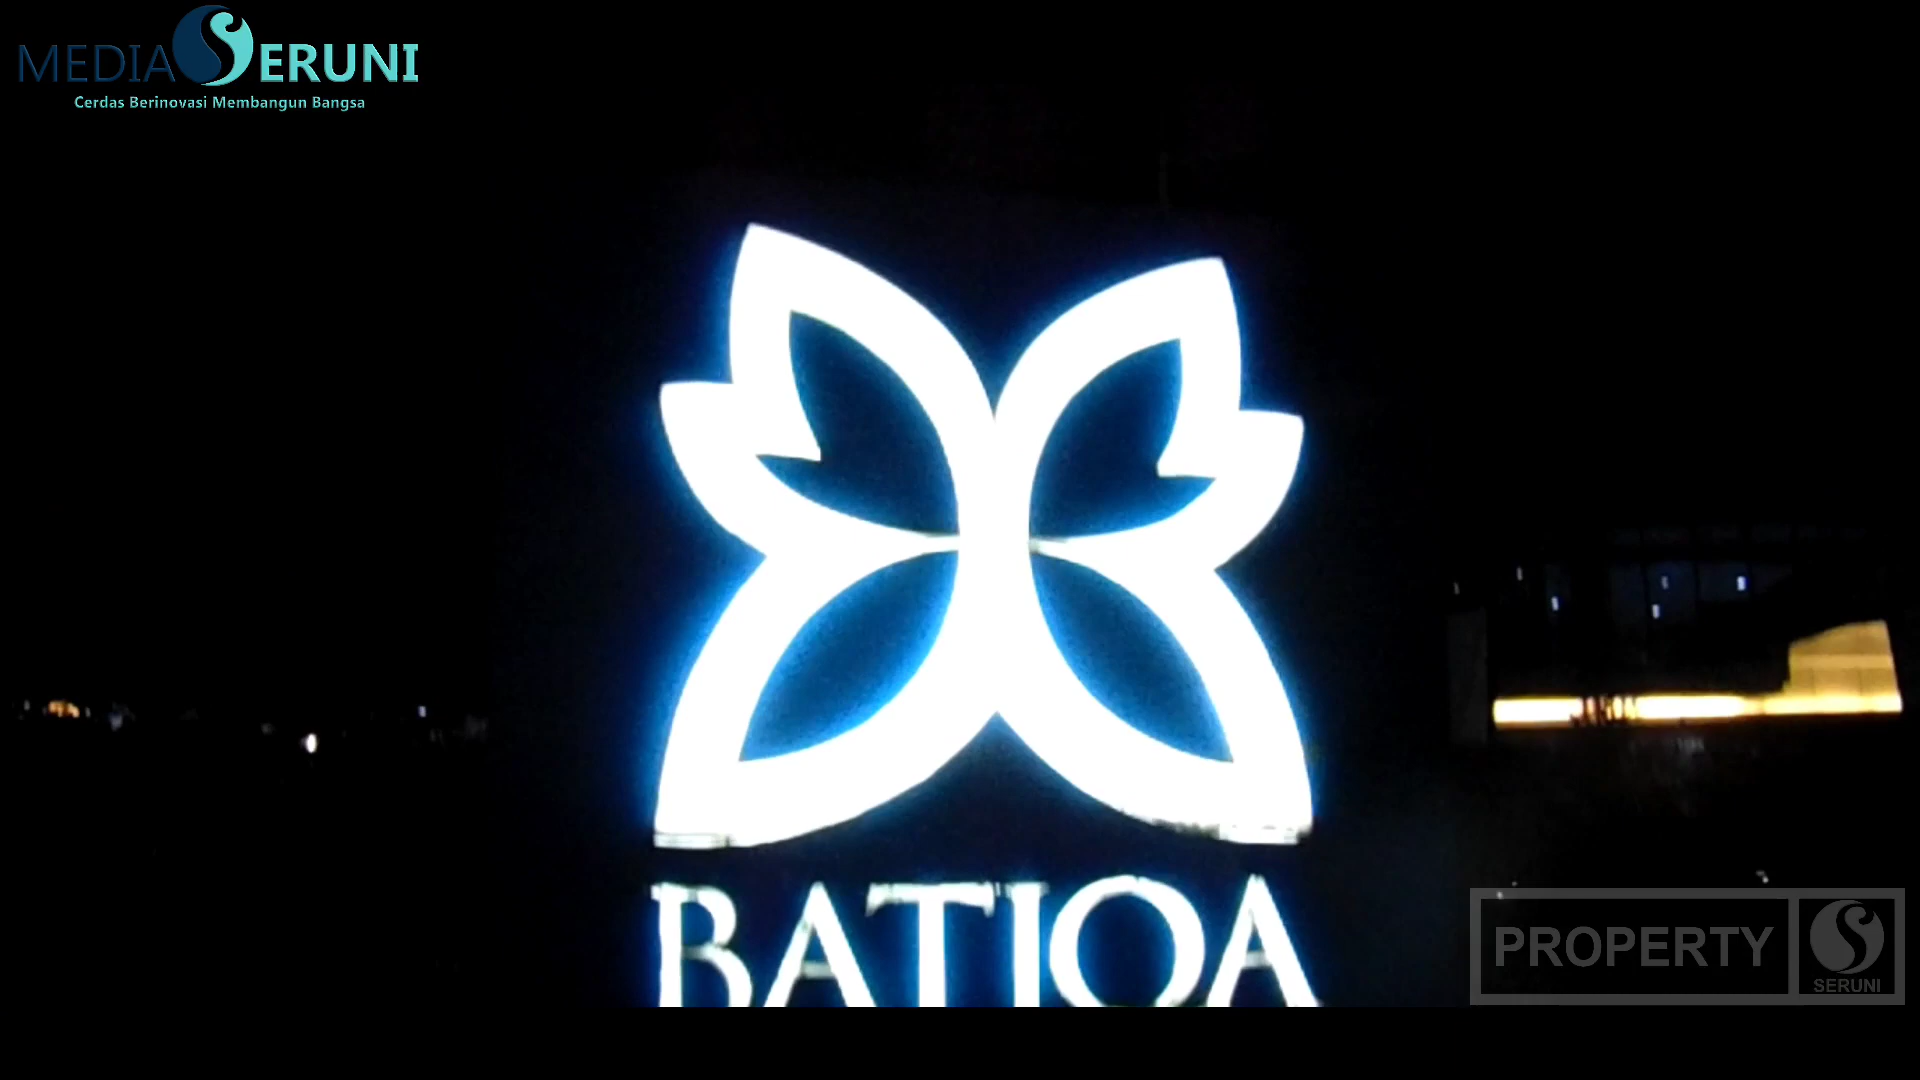 MEDIA SERUNI
Cerdas Berinovasi Membangun Bangsa
BATIQA
PROPERTY
SERUNI